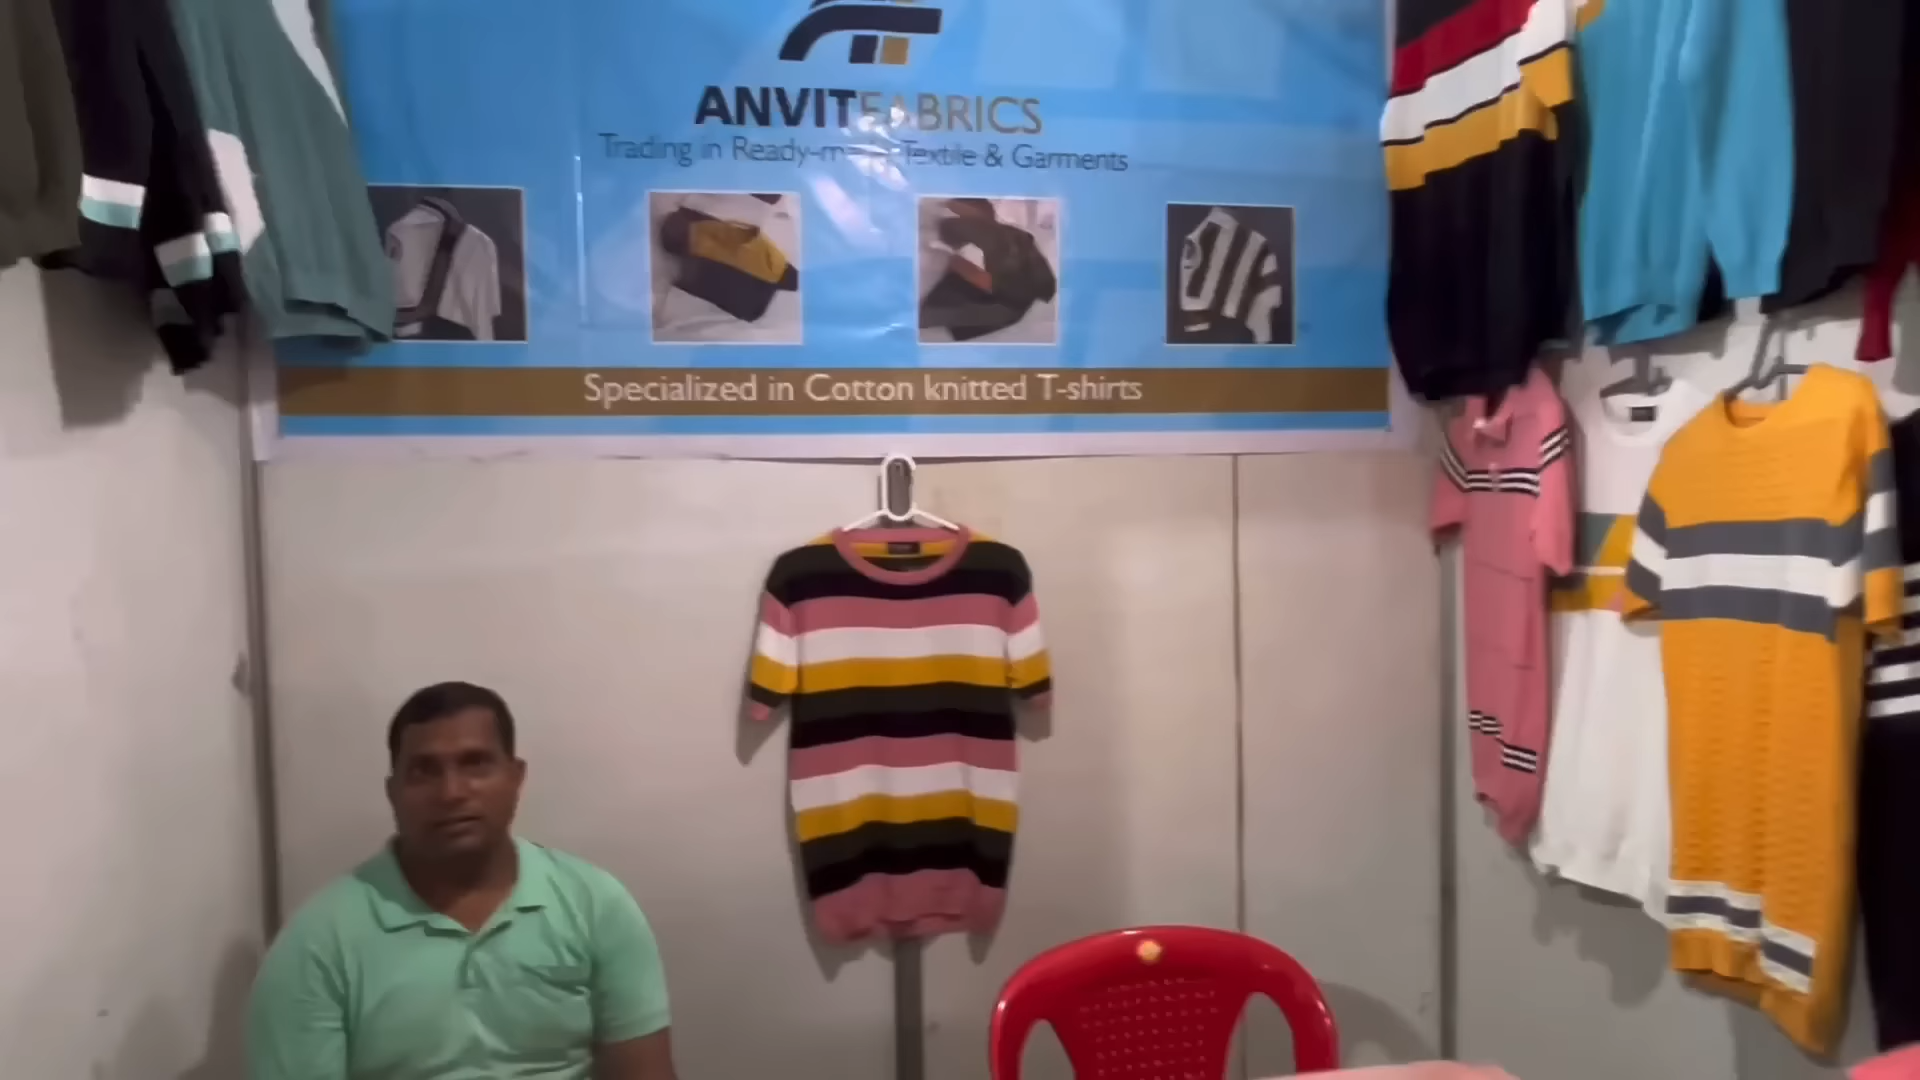 ANVIT FABRICS
Trading in Ready-made Textile & Garments
Specialized in Cotton knitted T-shirts